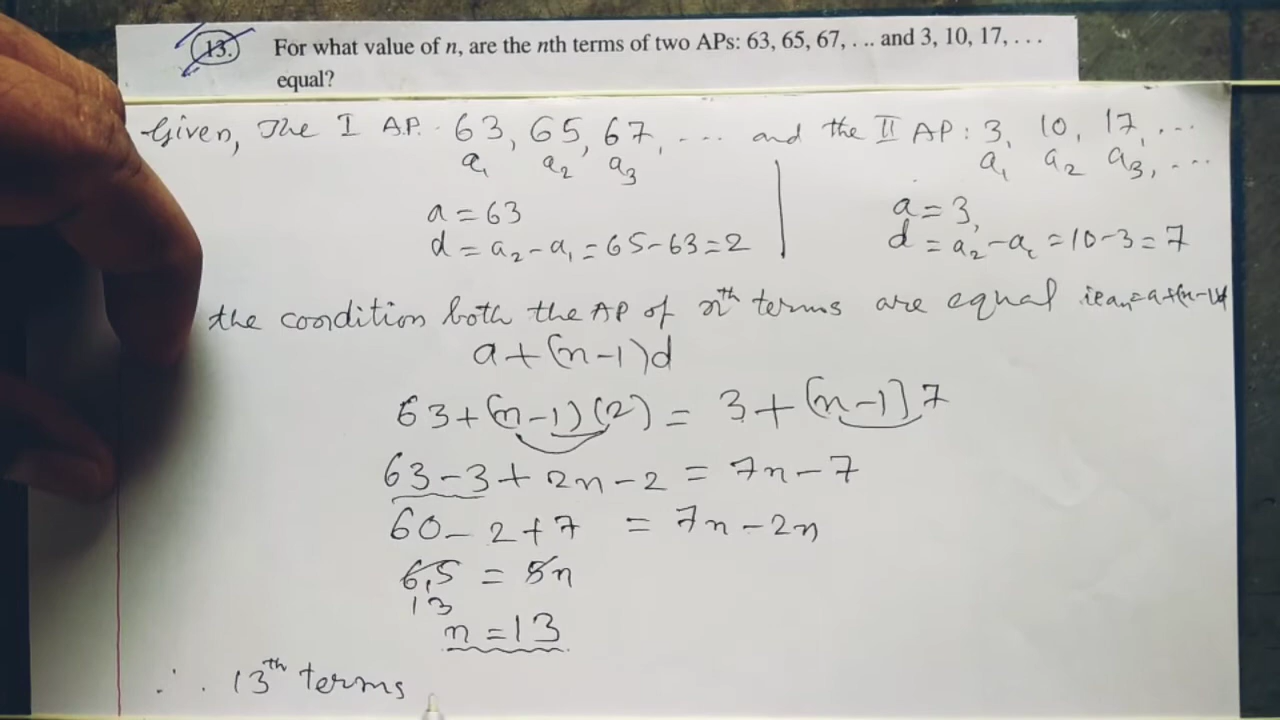 13. For what value of n, are the nth terms of two APs: 63, 65, 67, . . . and 3, 10, 17, . . .
equal?
Given, The I A.P. 63, 65, 67, .... and the II AP : 3, 10, 17, ...
a₁ a₂ a₃ a₁ a₂ a₃, ....
a = 63 a = 3,
d = a₂ - a₁ = 65 - 63 = 2 d = a₂ - a₁ = 10 - 3 = 7
the condition both the AP of nᵗʰ terms are equal ie aₙ = a + (n-1)d
a + (n-1)d
63 + (n-1)(2) = 3 + (n-1)7
63 - 3 + 2n - 2 = 7n - 7
60 - 2 + 7 = 7n - 2n
65 = 5n
13
n = 13
∴ 13ᵗʰ terms